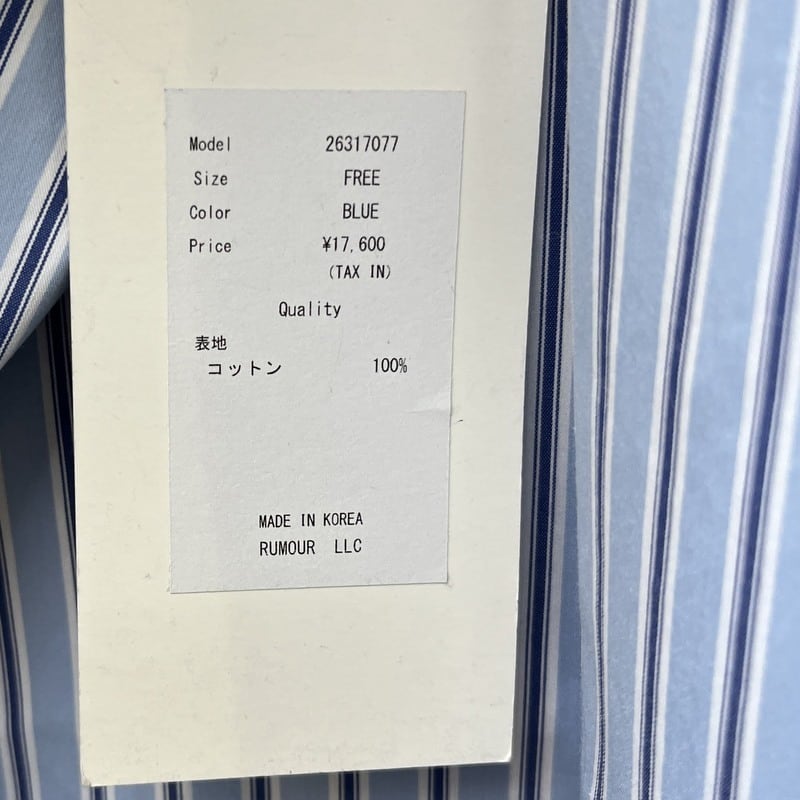 Model 26317077
Size FREE
Color BLUE
Price ¥17,600
(TAX IN)
Quality
表地
コットン 100%
MADE IN KOREA
RUMOUR LLC